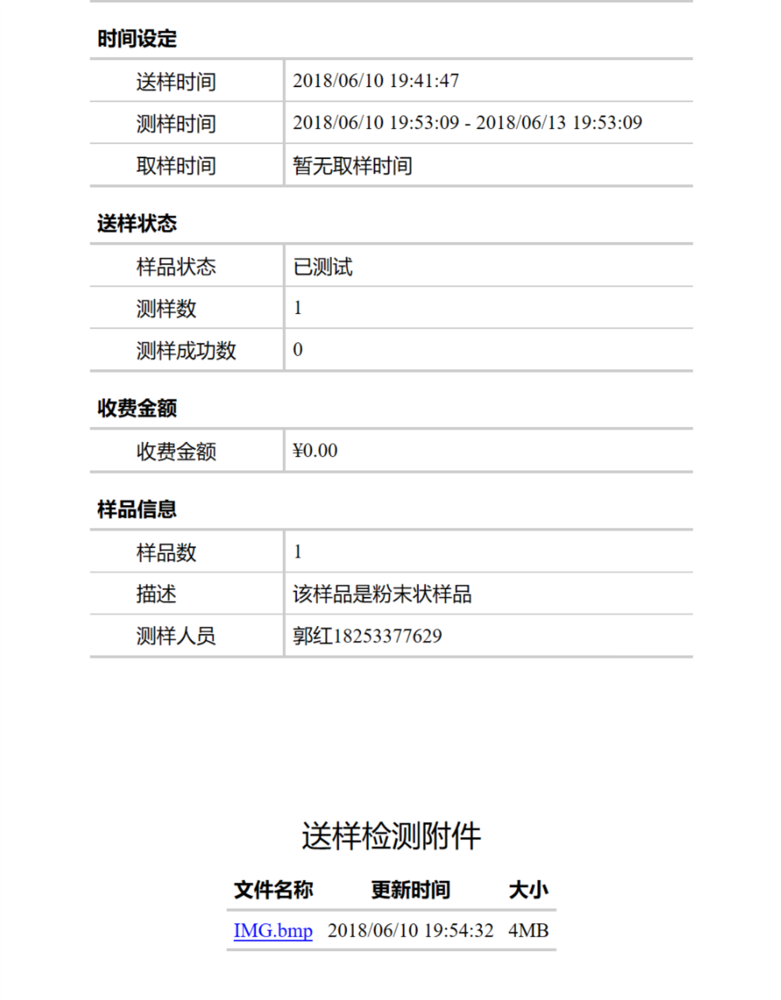 时间设定
送样时间 2018/06/10 19:41:47
测样时间 2018/06/10 19:53:09 - 2018/06/13 19:53:09
取样时间 暂无取样时间
送样状态
样品状态 已测试
测样数 1
测样成功数 0
收费金额
收费金额 ¥0.00
样品信息
样品数 1
描述 该样品是粉末状样品
测样人员 郭红18253377629
送样检测附件
文件名称 更新时间 大小
IMG.bmp 2018/06/10 19:54:32 4MB